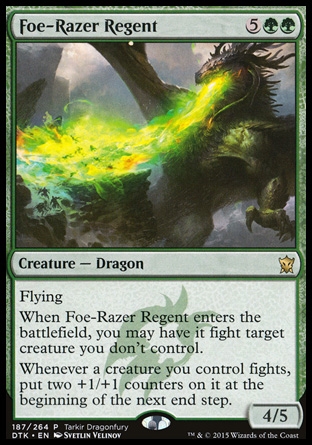 Foe-Razer Regent 5
Creature — Dragon
Flying
When Foe-Razer Regent enters the
battlefield, you may have it fight target
creature you don't control.
Whenever a creature you control fights,
put two +1/+1 counters on it at the
beginning of the next end step.
4/5
187/264 P Tarkir Dragonfury
DTK • EN Svetlin Velinov
™ & © 2015 Wizards of the Coast